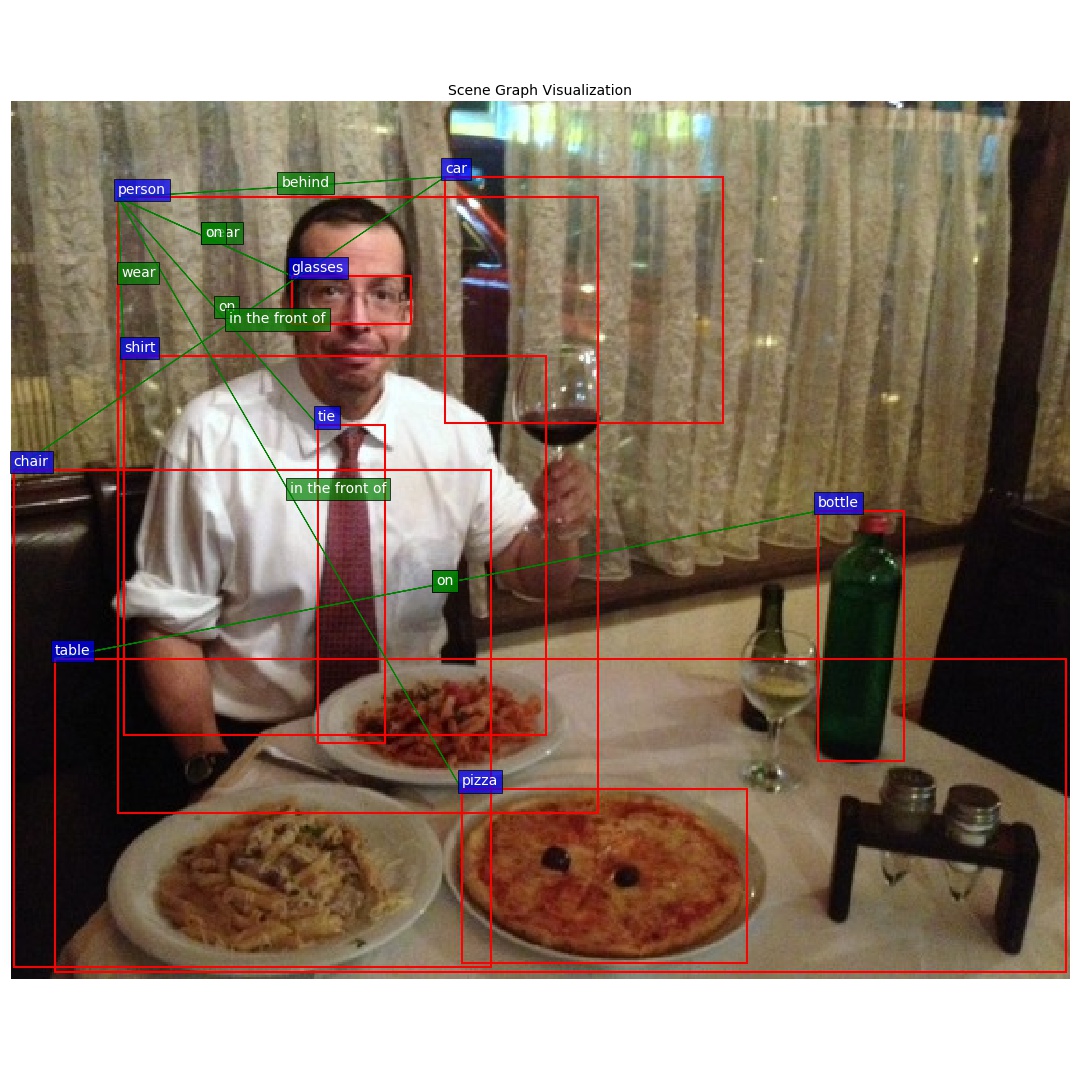 Scene Graph Visualization
car
behind
person
on
wear
glasses
on
in the front of
shirt
tie
chair
in the front of
bottle
on
table
pizza